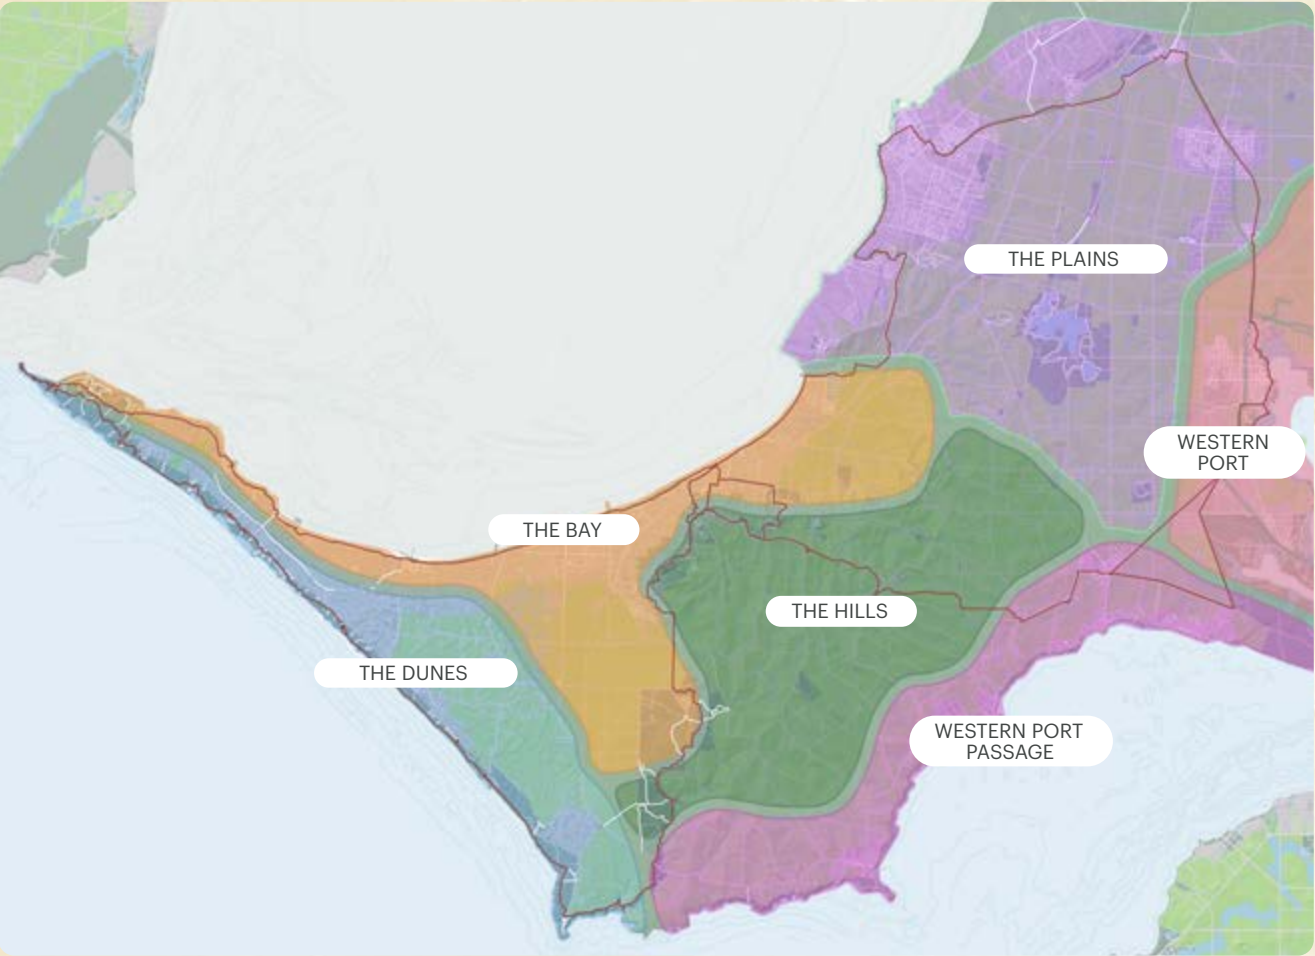 THE PLAINS
WESTERN
PORT
THE BAY
THE HILLS
THE DUNES
WESTERN PORT
PASSAGE